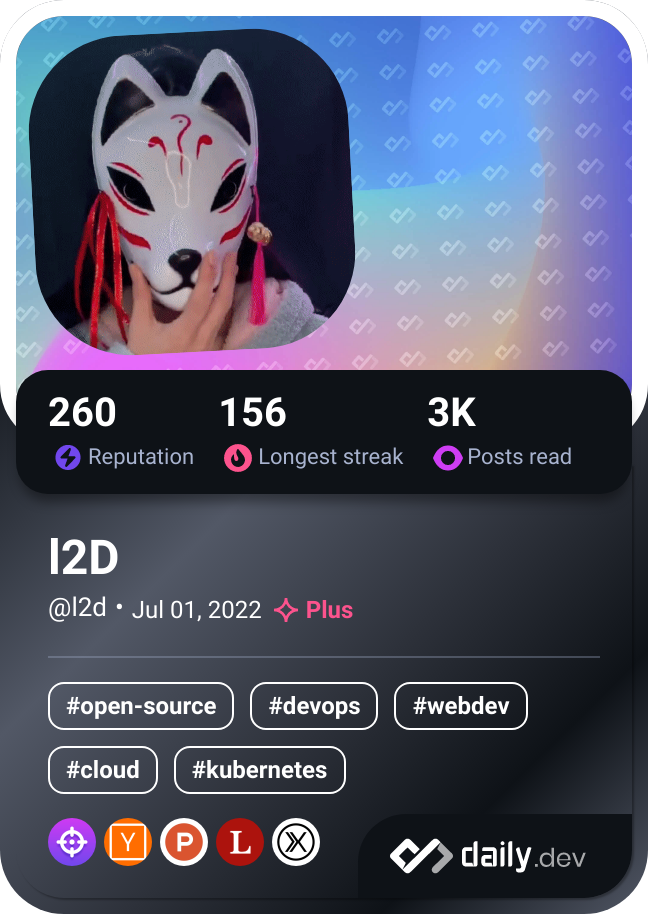 260 156 3K
Reputation Longest streak Posts read
l2D
@l2d • Jul 01, 2022 Plus
#open-source #devops #webdev
#cloud #kubernetes
Y P L X
daily.dev